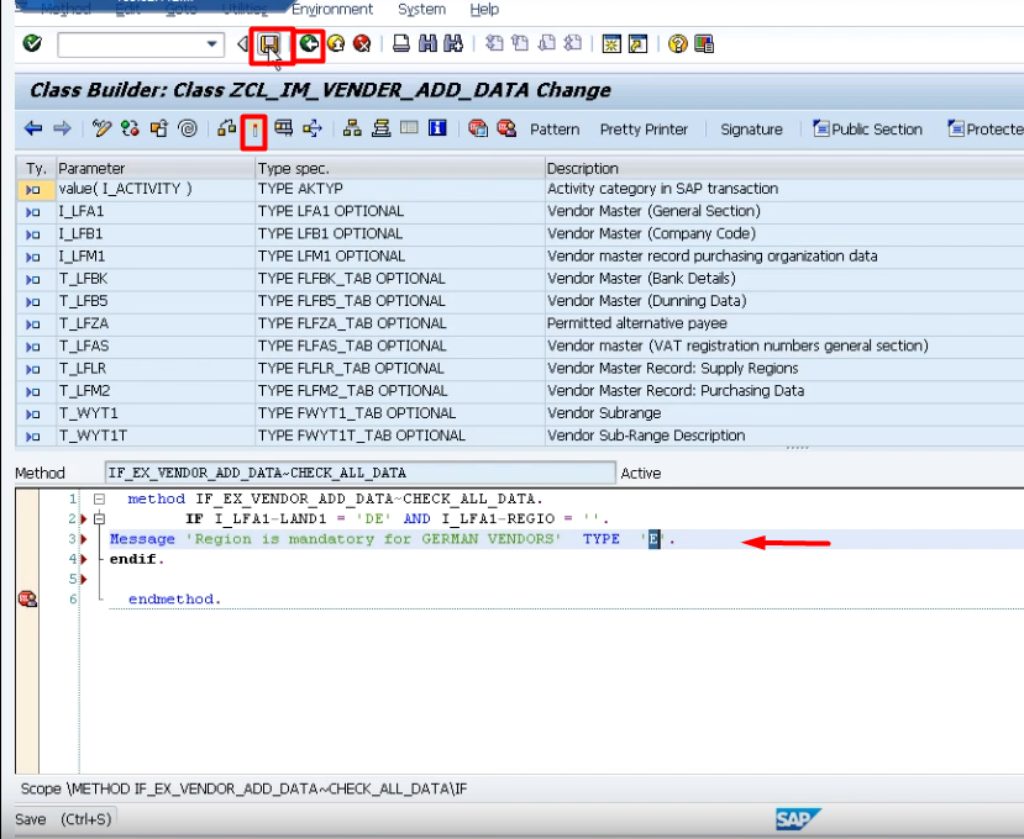 Method Edit Goto Utilities Environment System Help
Class Builder: Class ZCL_IM_VENDER_ADD_DATA Change
Pattern Pretty Printer Signature Public Section Protecte
Ty. Parameter Type spec. Description
value( I_ACTIVITY ) TYPE AKTYP Activity category in SAP transaction
I_LFA1 TYPE LFA1 OPTIONAL Vendor Master (General Section)
I_LFB1 TYPE LFB1 OPTIONAL Vendor Master (Company Code)
I_LFM1 TYPE LFM1 OPTIONAL Vendor master record purchasing organization data
T_LFBK TYPE FLFBK_TAB OPTIONAL Vendor Master (Bank Details)
T_LFB5 TYPE FLFB5_TAB OPTIONAL Vendor Master (Dunning Data)
T_LFZA TYPE FLFZA_TAB OPTIONAL Permitted alternative payee
T_LFAS TYPE FLFAS_TAB OPTIONAL Vendor master (VAT registration numbers general section)
T_LFLR TYPE FLFLR_TAB OPTIONAL Vendor Master Record: Supply Regions
T_LFM2 TYPE FLFM2_TAB OPTIONAL Vendor Master Record: Purchasing Data
T_WYT1 TYPE FWYT1_TAB OPTIONAL Vendor Subrange
T_WYT1T TYPE FWYT1T_TAB OPTIONAL Vendor Sub-Range Description
Method IF_EX_VENDOR_ADD_DATA~CHECK_ALL_DATA Active
1 method IF_EX_VENDOR_ADD_DATA~CHECK_ALL_DATA.
2 IF I_LFA1-LAND1 = 'DE' AND I_LFA1-REGIO = ''.
3 Message 'Region is mandatory for GERMAN VENDORS' TYPE 'E'.
4 endif.
5
6 endmethod.
Scope \METHOD IF_EX_VENDOR_ADD_DATA~CHECK_ALL_DATA\IF
Save (Ctrl+S) SAP